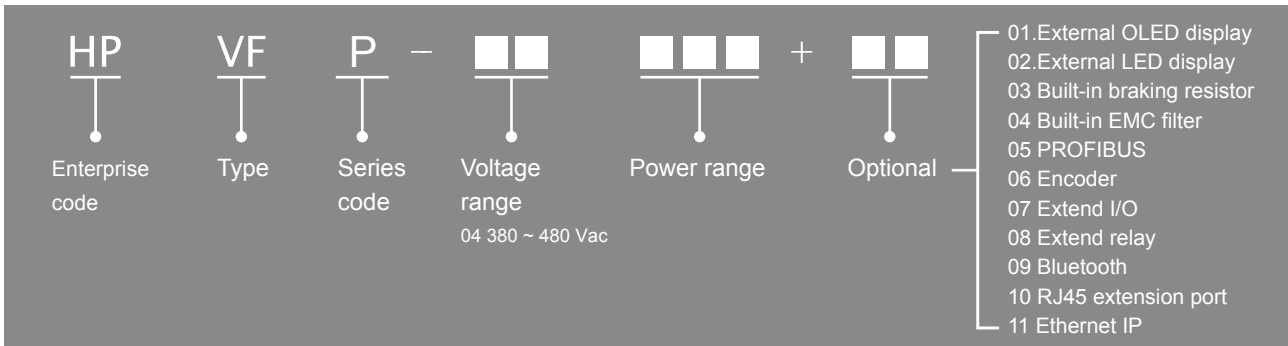 HP VF P - ■■ ■■■ + ■■
Enterprise code
Type
Series code
Voltage range
04 380 ~ 480 Vac
Power range
Optional
01.External OLED display
02.External LED display
03 Built-in braking resistor
04 Built-in EMC filter
05 PROFIBUS
06 Encoder
07 Extend I/O
08 Extend relay
09 Bluetooth
10 RJ45 extension port
11 Ethernet IP